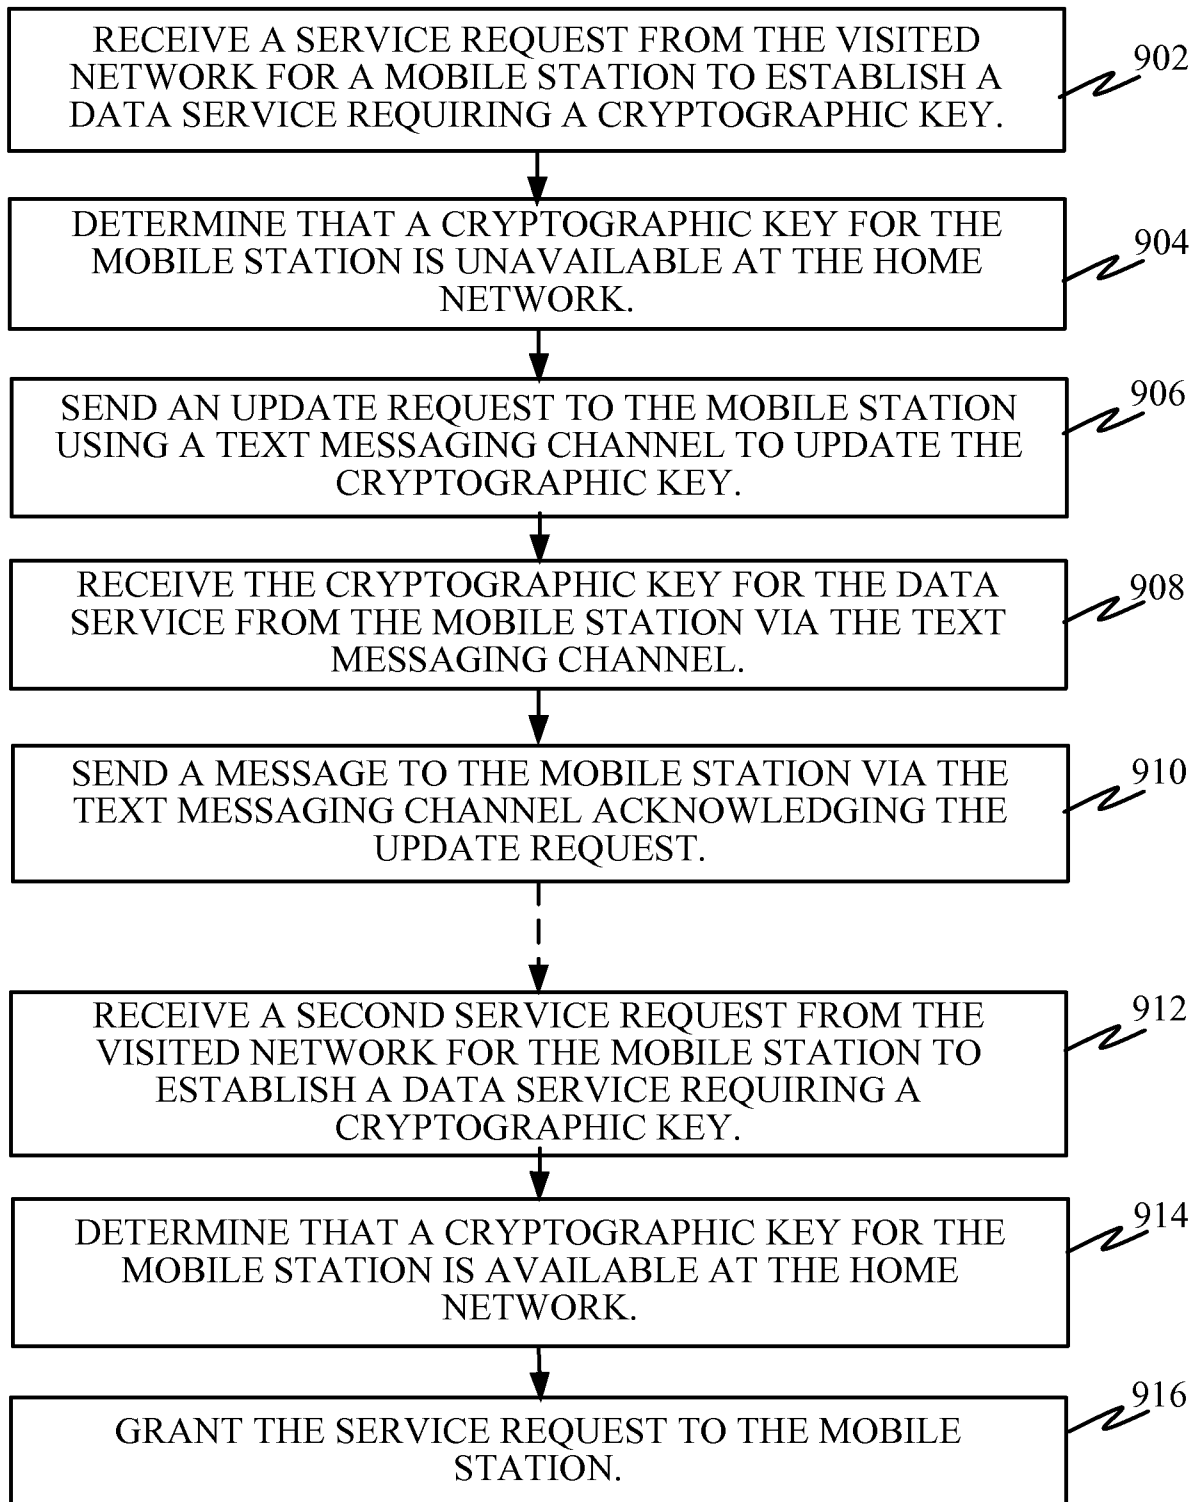 RECEIVE A SERVICE REQUEST FROM THE VISITED
NETWORK FOR A MOBILE STATION TO ESTABLISH A
DATA SERVICE REQUIRING A CRYPTOGRAPHIC KEY.
902
DETERMINE THAT A CRYPTOGRAPHIC KEY FOR THE
MOBILE STATION IS UNAVAILABLE AT THE HOME
NETWORK.
904
SEND AN UPDATE REQUEST TO THE MOBILE STATION
USING A TEXT MESSAGING CHANNEL TO UPDATE THE
CRYPTOGRAPHIC KEY.
906
RECEIVE THE CRYPTOGRAPHIC KEY FOR THE DATA
SERVICE FROM THE MOBILE STATION VIA THE TEXT
MESSAGING CHANNEL.
908
SEND A MESSAGE TO THE MOBILE STATION VIA THE
TEXT MESSAGING CHANNEL ACKNOWLEDGING THE
UPDATE REQUEST.
910
RECEIVE A SECOND SERVICE REQUEST FROM THE
VISITED NETWORK FOR THE MOBILE STATION TO
ESTABLISH A DATA SERVICE REQUIRING A
CRYPTOGRAPHIC KEY.
912
DETERMINE THAT A CRYPTOGRAPHIC KEY FOR THE
MOBILE STATION IS AVAILABLE AT THE HOME
NETWORK.
914
GRANT THE SERVICE REQUEST TO THE MOBILE
STATION.
916